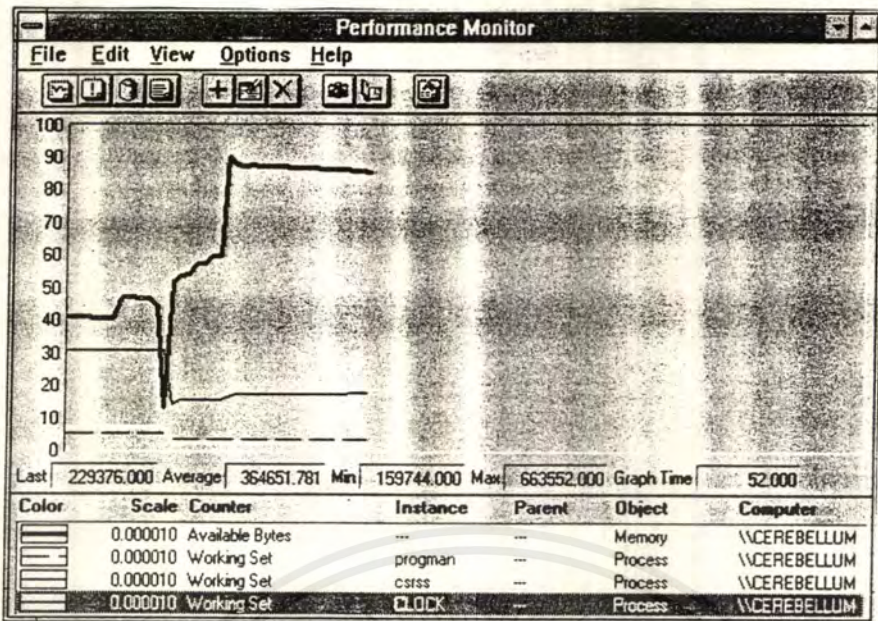 Performance Monitor
File Edit View Options Help
100
90
80
70
60
50
40
30
20
10
0
Last 229376.000 Average 364651.781 Min 159744.000 Max 663552.000 Graph Time 52.000
Color Scale Counter Instance Parent Object Computer
0.000010 Available Bytes --- --- Memory \\CEREBELLUM
0.000010 Working Set progman --- Process \\CEREBELLUM
0.000010 Working Set csrss --- Process \\CEREBELLUM
0.000010 Working Set CLOCK --- Process \\CEREBELLUM